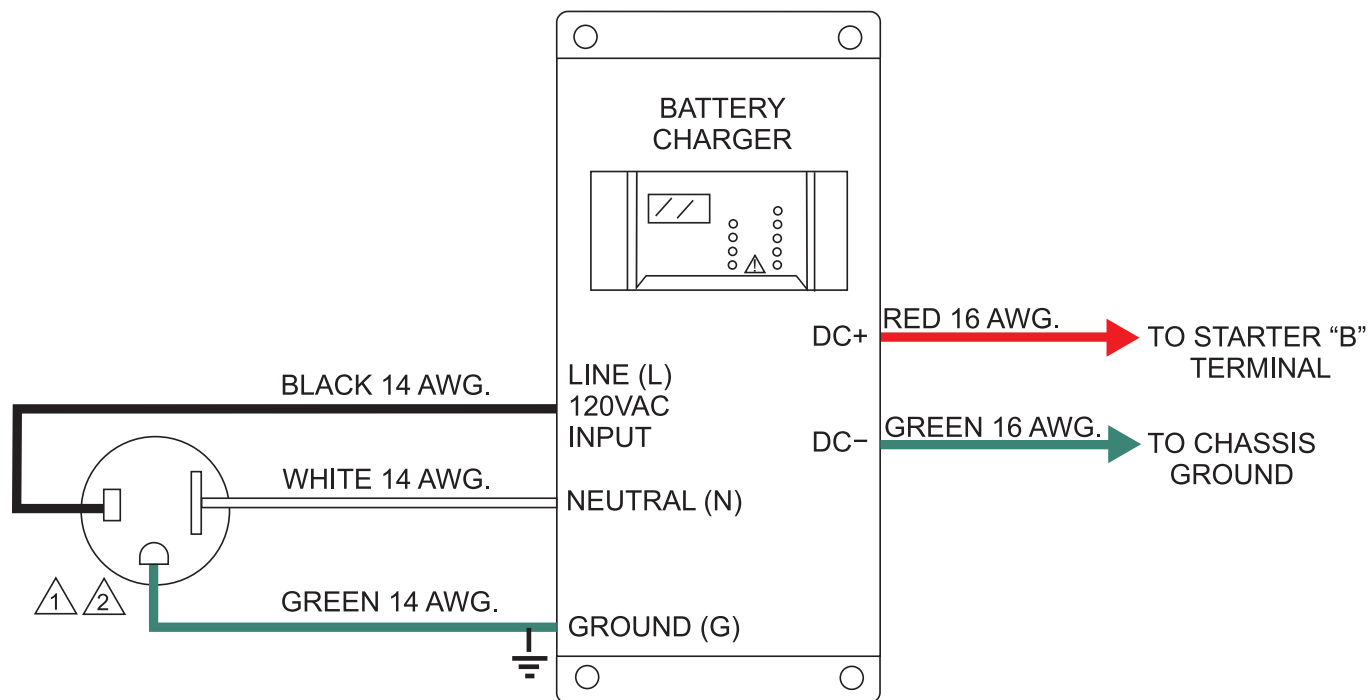 BATTERY
CHARGER
DC+
RED 16 AWG.
TO STARTER “B”
TERMINAL
BLACK 14 AWG.
LINE (L)
120VAC
INPUT
DC−
GREEN 16 AWG.
TO CHASSIS
GROUND
WHITE 14 AWG.
NEUTRAL (N)
1
2
GREEN 14 AWG.
GROUND (G)
!